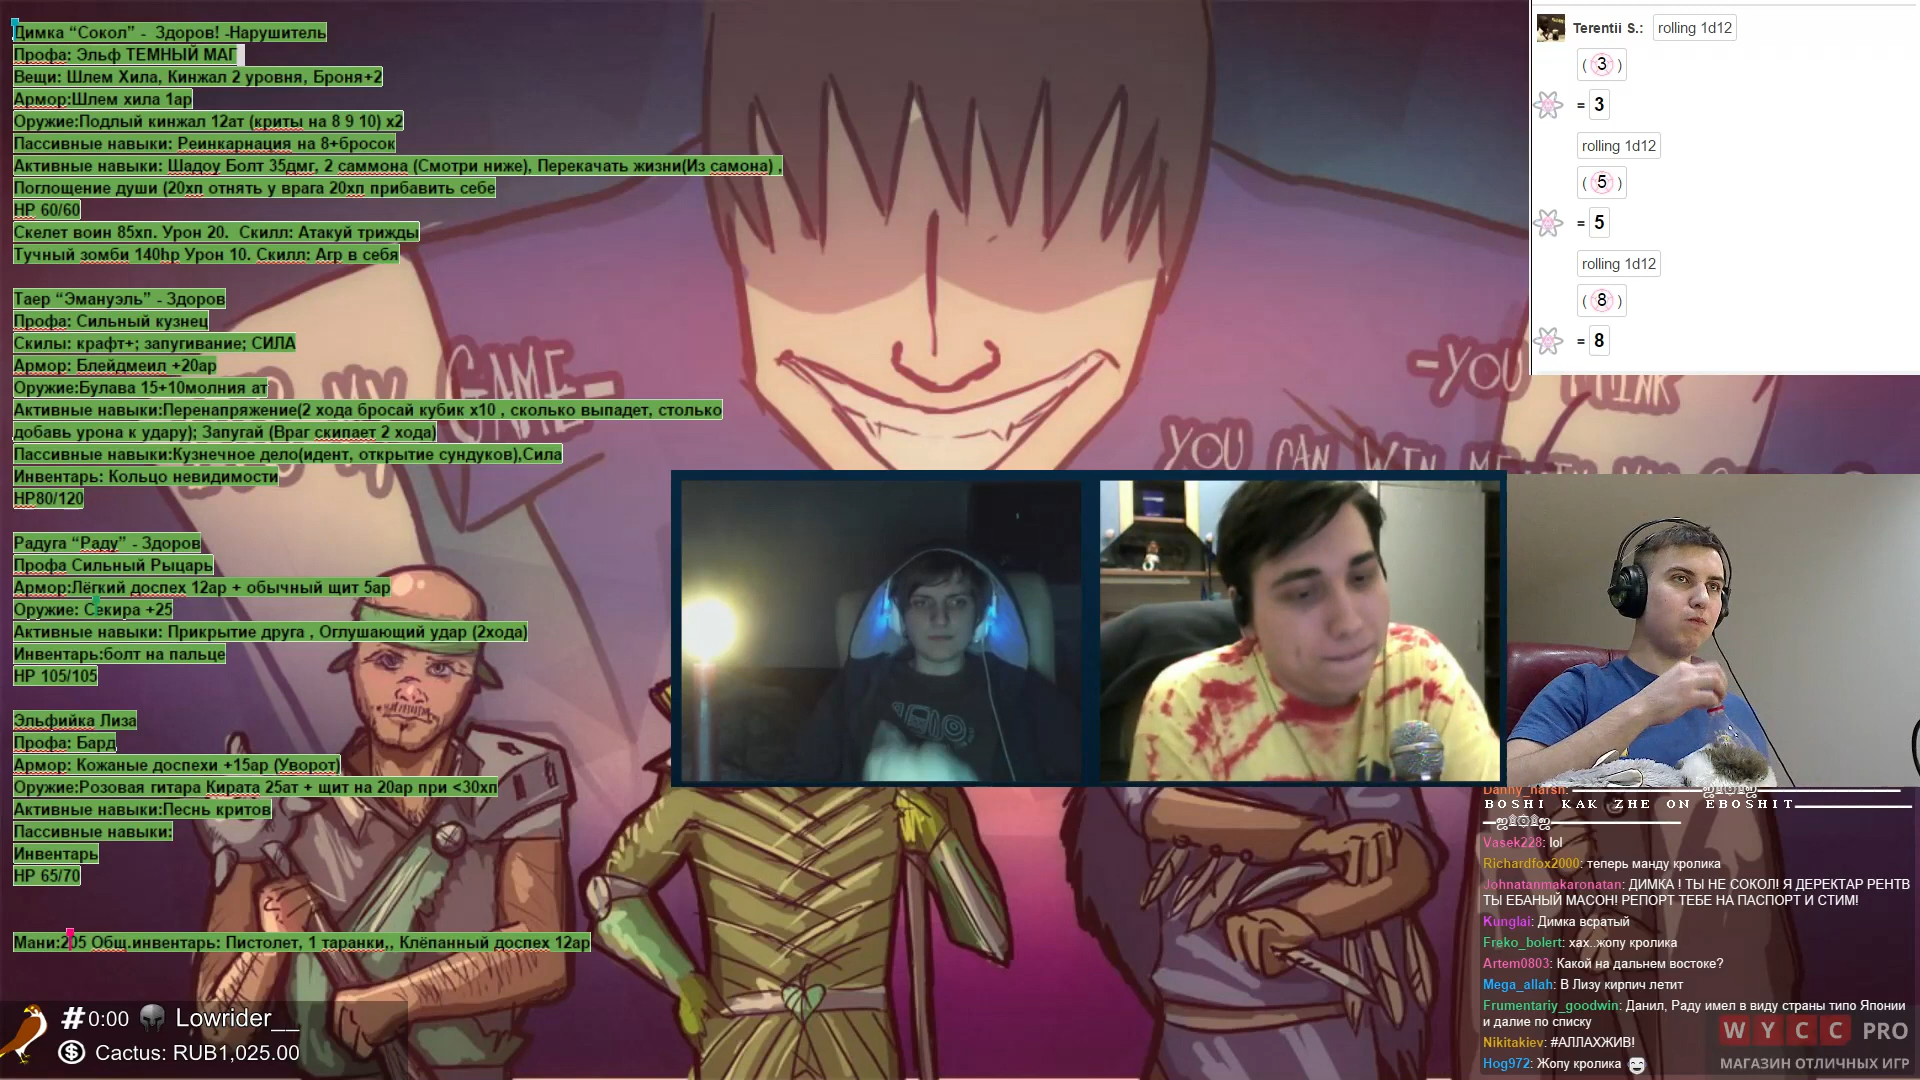 Димка “Сокол” -  Здоров! -Нарушитель
Профа: Эльф ТЕМНЫЙ МАГ
Вещи: Шлем Хила, Кинжал 2 уровня, Броня+2
Армор:Шлем хила 1ар
Оружие:Подлый кинжал 12ат (криты на 8 9 10) х2
Пассивные навыки: Реинкарнация на 8+бросок
Активные навыки: Шадоу Болт 35дмг, 2 саммона (Смотри ниже), Перекачать жизни(Из самона) ,
Поглощение души (20хп отнять у врага 20хп прибавить себе
HP 60/60
Скелет воин 85хп. Урон 20.  Скилл: Атакуй трижды
Тучный зомби 140hp Урон 10. Скилл: Агр в себя
Таер “Эмануэль” - Здоров
Профа: Сильный кузнец
Скилы: крафт+; запугивание; СИЛА
Армор: Блейдмеил +20ар
Оружие:Булава 15+10молния ат
Активные навыки:Перенапряжение(2 хода бросай кубик х10 , сколько выпадет, столько
добавь урона к удару); Запугай (Враг скипает 2 хода)
Пассивные навыки:Кузнечное дело(идент, открытие сундуков),Сила
Инвентарь: Кольцо невидимости
HP80/120
Радуга “Раду” - Здоров
Профа Сильный Рыцарь
Армор:Лёгкий доспех 12ар + обычный щит 5ар
Оружие: Секира +25
Активные навыки: Прикрытие друга , Оглушающий удар (2хода)
Инвентарь:болт на пальце
HP 105/105
Эльфийка Лиза
Профа: Бард
Армор: Кожаные доспехи +15ар (Уворот)
Оружие:Розовая гитара Кирата 25ат + щит на 20ар при <30хп
Активные навыки:Песнь критов
Пассивные навыки:
Инвентарь
HP 65/70
Мани:205 Общ.инвентарь: Пистолет, 1 таранки,, Клёпанный доспех 12ар
#0:00 Lowrider__
Cactus: RUB1,025.00
MY GAME-
-YOU THINK
YOU CAN WIN
Terentii S.: rolling 1d12
( 3 )
= 3
rolling 1d12
( 5 )
= 5
rolling 1d12
( 8 )
= 8
Danny_harsh:
BOSHI KAK ZHE ON EBOSHIT
Vasek228: lol
Richardfox2000: теперь манду кролика
Johnatanmakaronatan: ДИМКА ! ТЫ НЕ СОКОЛ! Я ДЕРЕКТАР РЕНТВ
ТЫ ЕБАНЫЙ МАСОН! РЕПОРТ ТЕБЕ НА ПАСПОРТ И СТИМ!
Kunglai: Димка всратый
Freko_bolert: хах..жопу кролика
Artem0803: Какой на дальнем востоке?
Mega_allah: В Лизу кирпич летит
Frumentariy_goodwin: Данил, Раду имел в виду страны типо Японии
и далие по списку
Nikitakiev: #АЛЛАХЖИВ!
Hog972: Жопу кролика
WYCC PRO
МАГАЗИН ОТЛИЧНЫХ ИГР